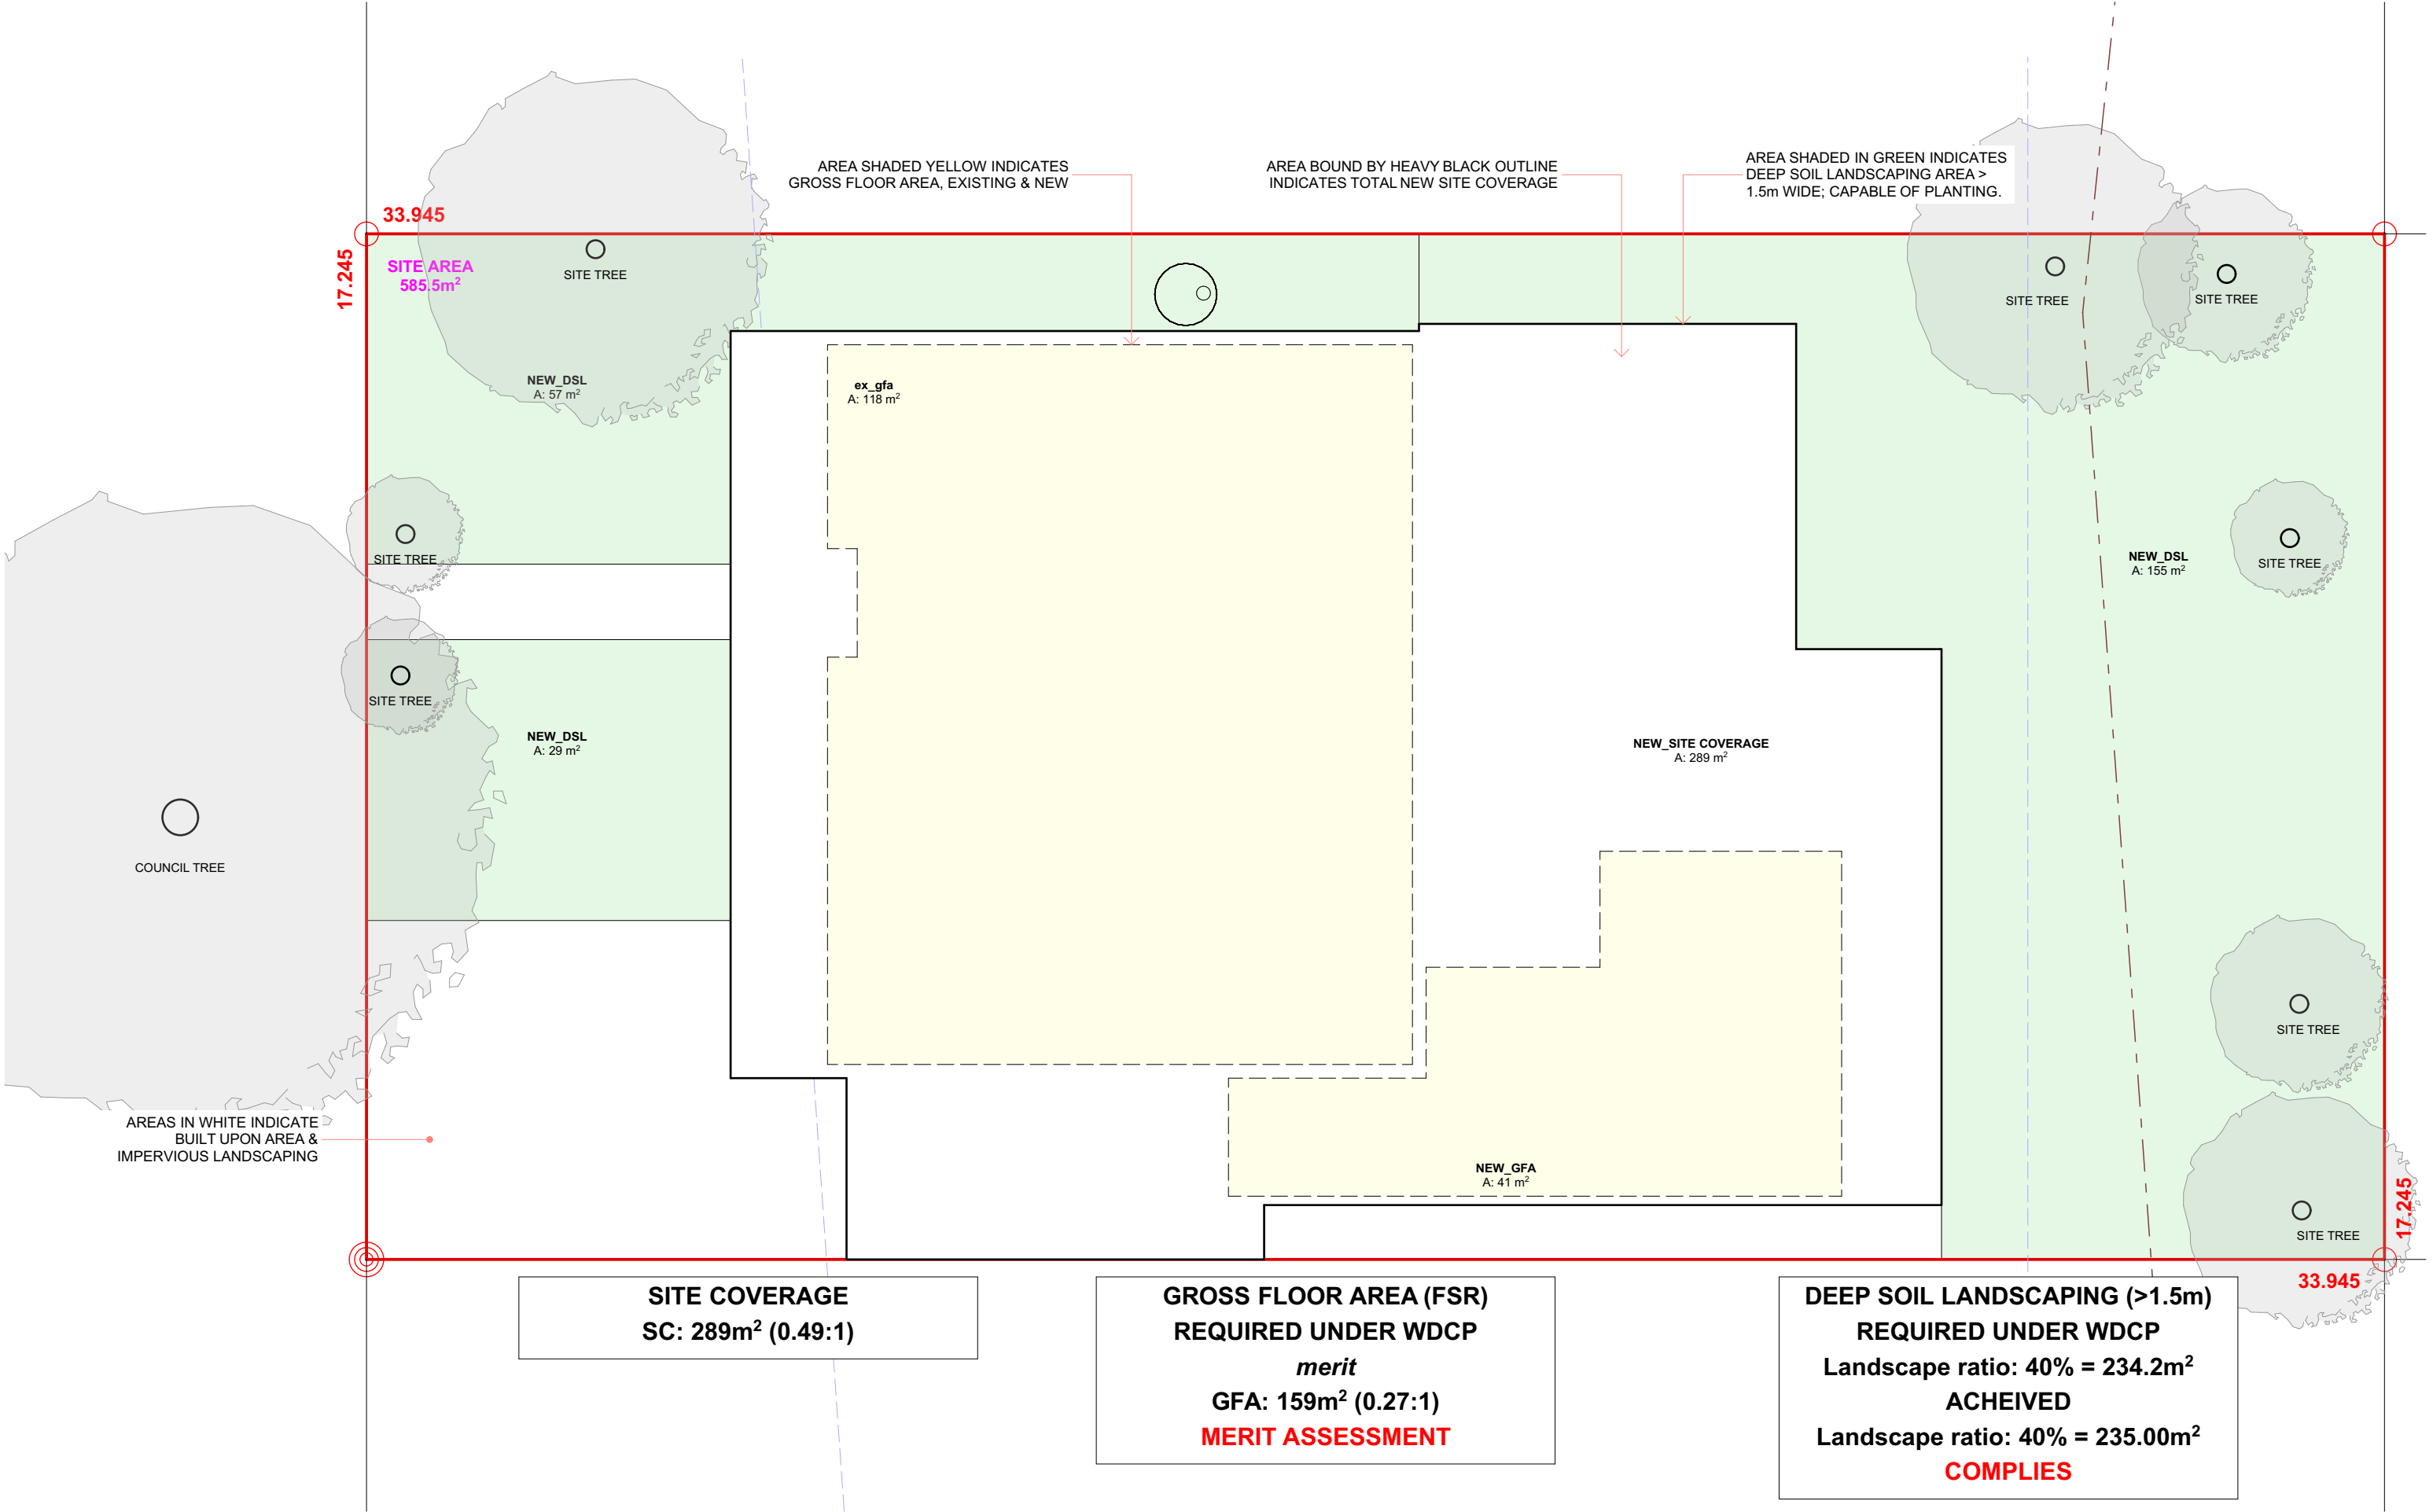 AREA SHADED YELLOW INDICATES
GROSS FLOOR AREA, EXISTING & NEW
AREA BOUND BY HEAVY BLACK OUTLINE
INDICATES TOTAL NEW SITE COVERAGE
AREA SHADED IN GREEN INDICATES
DEEP SOIL LANDSCAPING AREA >
1.5m WIDE; CAPABLE OF PLANTING.
33.945
17.245
SITE AREA
585.5m²
SITE TREE
SITE TREE
SITE TREE
NEW_DSL
A: 57 m²
ex_gfa
A: 118 m²
SITE TREE
NEW_DSL
A: 155 m²
SITE TREE
SITE TREE
NEW_DSL
A: 29 m²
NEW_SITE COVERAGE
A: 289 m²
COUNCIL TREE
SITE TREE
AREAS IN WHITE INDICATE
BUILT UPON AREA &
IMPERVIOUS LANDSCAPING
NEW_GFA
A: 41 m²
SITE TREE
17.245
33.945
SITE COVERAGE
SC: 289m² (0.49:1)
GROSS FLOOR AREA (FSR)
REQUIRED UNDER WDCP
merit
GFA: 159m² (0.27:1)
MERIT ASSESSMENT
DEEP SOIL LANDSCAPING (>1.5m)
REQUIRED UNDER WDCP
Landscape ratio: 40% = 234.2m²
ACHEIVED
Landscape ratio: 40% = 235.00m²
COMPLIES